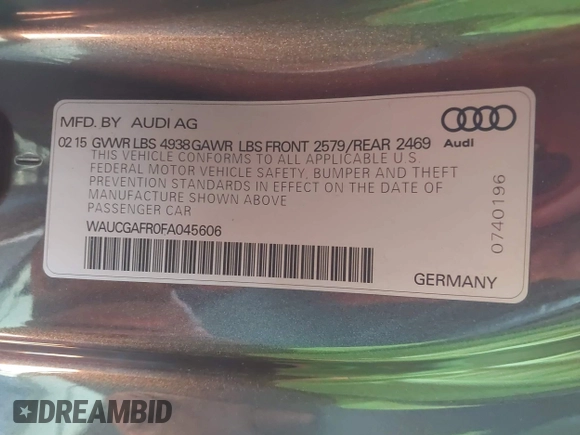 MFD. BY AUDI AG
02 15 GVWR LBS 4938 GAWR LBS FRONT 2579/REAR 2469
Audi
THIS VEHICLE CONFORMS TO ALL APPLICABLE U S
FEDERAL MOTOR VEHICLE SAFETY, BUMPER AND THEFT
PREVENTION STANDARDS IN EFFECT ON THE DATE OF
MANUFACTURE SHOWN ABOVE
PASSENGER CAR
WAUCGAFR0FA045606
GERMANY
0740196
DREAMBID